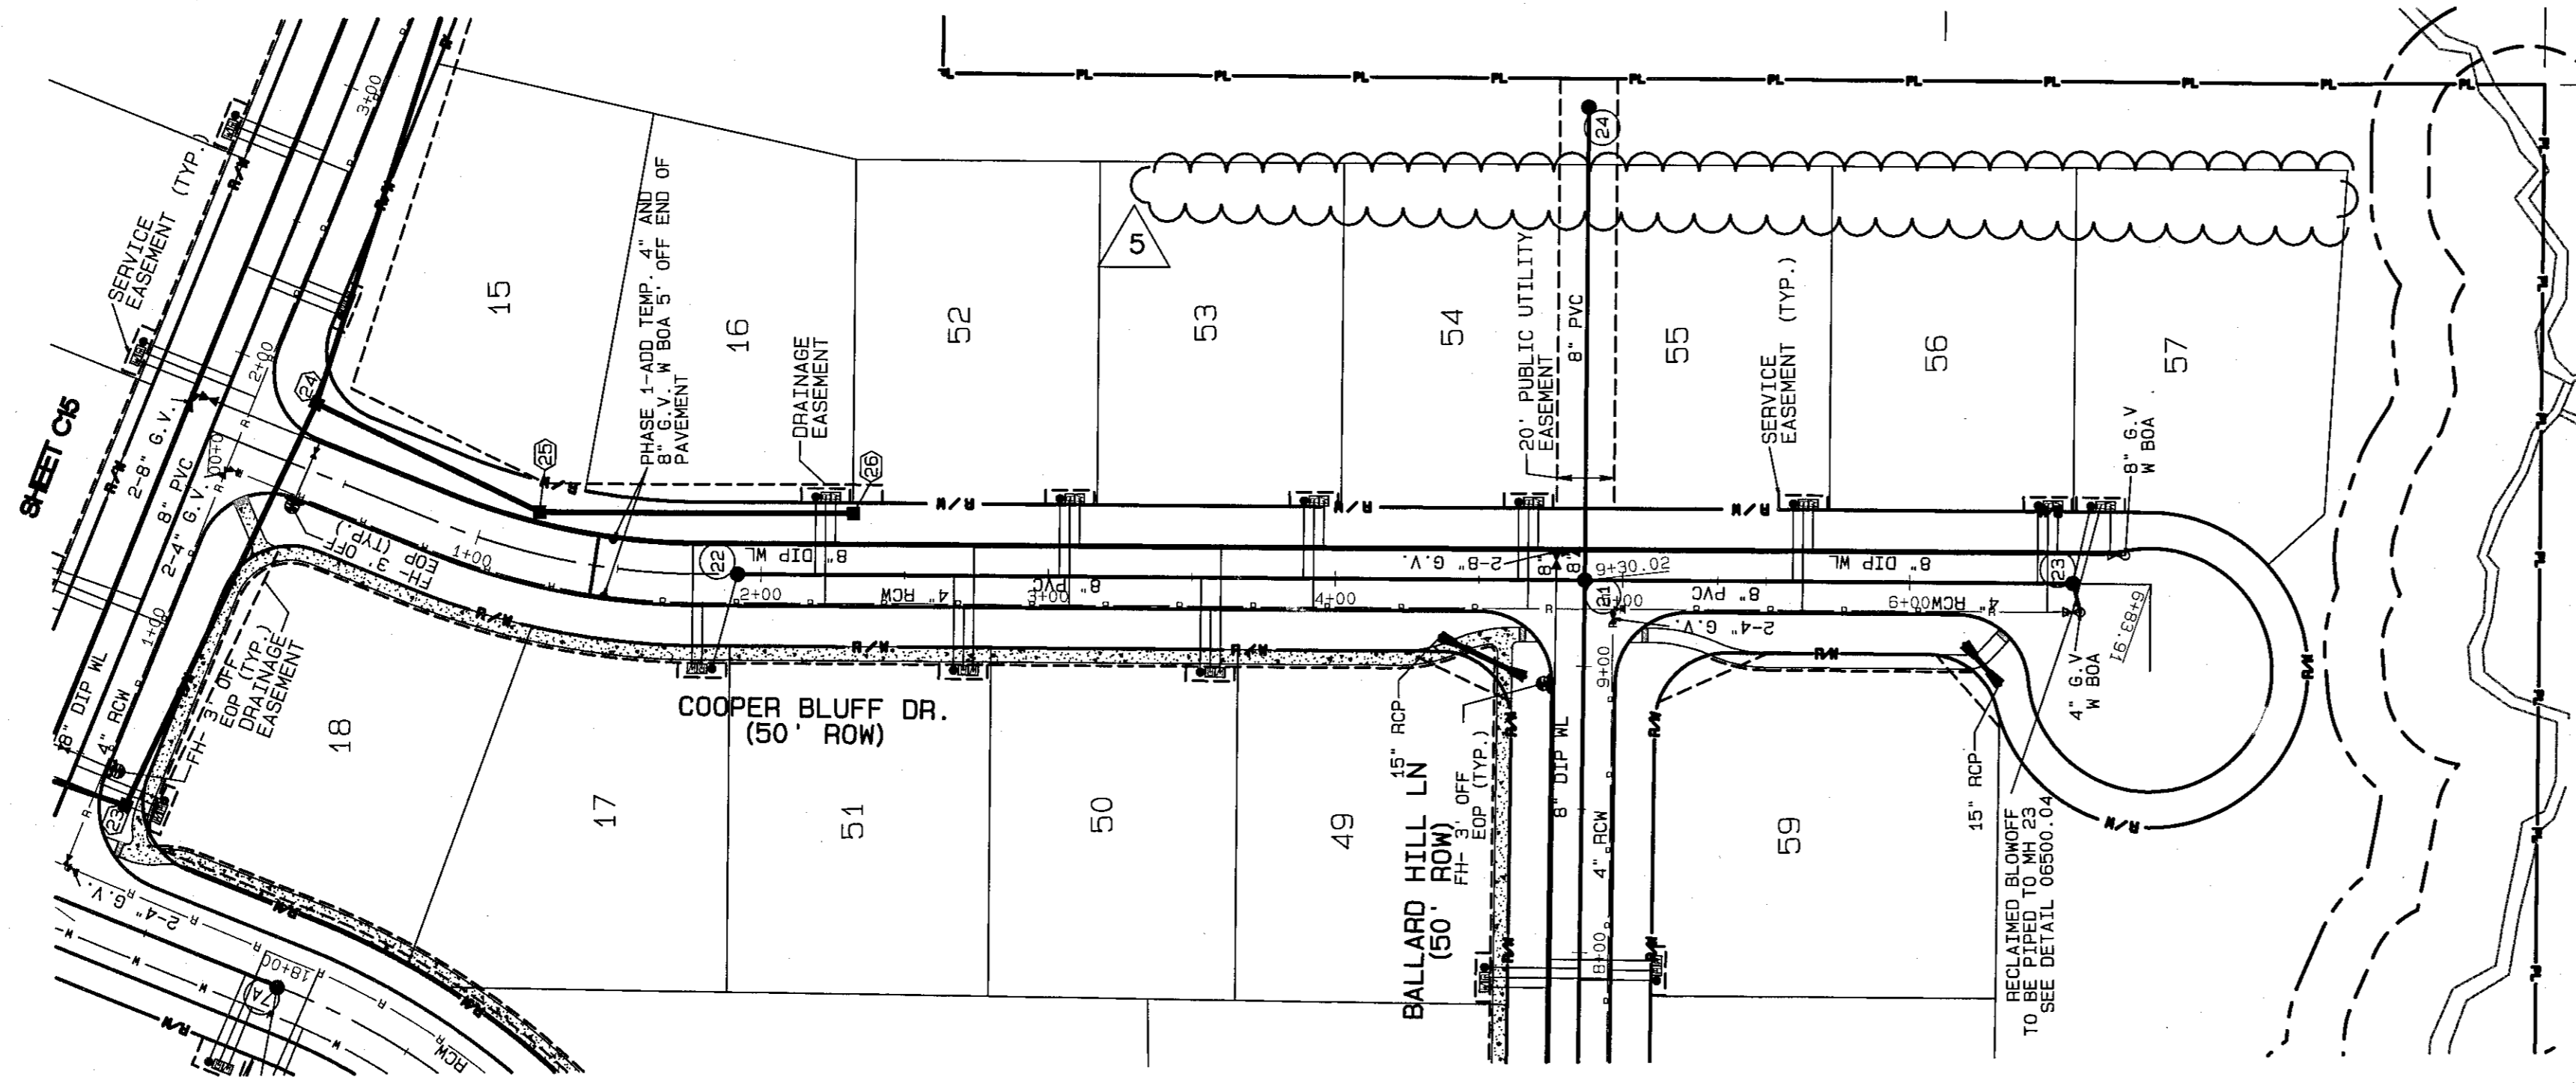 SHEET C15
SERVICE
EASEMENT (TYP.)
R/W
3+00
2+00
1+00
2-8" G.V.
8" PVC
2-4" G.V.
8" DIP WL
4" RCW
24
25
26
15
16
52
53
54
55
56
57
PHASE 1-ADD TEMP. 4" AND
8" G.V. W BOA 5' OFF END OF
PAVEMENT
DRAINAGE
EASEMENT
5
20' PUBLIC UTILITY
EASEMENT
8" PVC
24
SERVICE
EASEMENT (TYP.)
8" G.V
W BOA
PL
FH- 3' OFF
EOP (TYP.)
1+00
22
8" DIP WL
2+00
4" RCW
3+00
8" PVC
4+00
2-8" G.V.
9+30.02
21
8" PVC
2-4" G.V.
8" DIP WL
4" RCW
6+00
23
6+83.91
4" G.V
W BOA
FH- 3' OFF
EOP (TYP.)
DRAINAGE
EASEMENT
18
17
51
50
49
59
COOPER BLUFF DR.
(50' ROW)
15" RCP
BALLARD HILL LN
(50' ROW)
FH- 3' OFF
EOP (TYP.)
8" DIP WL
4" RCW
9+00
8+00
15" RCP
RECLAIMED BLOWOFF
TO BE PIPED TO MH 23
SEE DETAIL 06500.04
23
2-4" G.V.
18+00
17A
RCW
R/W